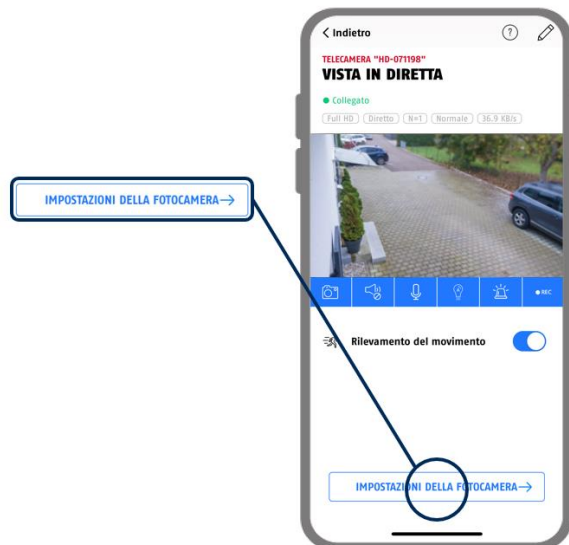 Indietro
?
TELECAMERA "HD-071198"
VISTA IN DIRETTA
Collegato
Full HD Diretto N=1 Normale 36.9 KB/s
IMPOSTAZIONI DELLA FOTOCAMERA→
REC
Rilevamento del movimento
IMPOSTAZIONI DELLA FOTOCAMERA→